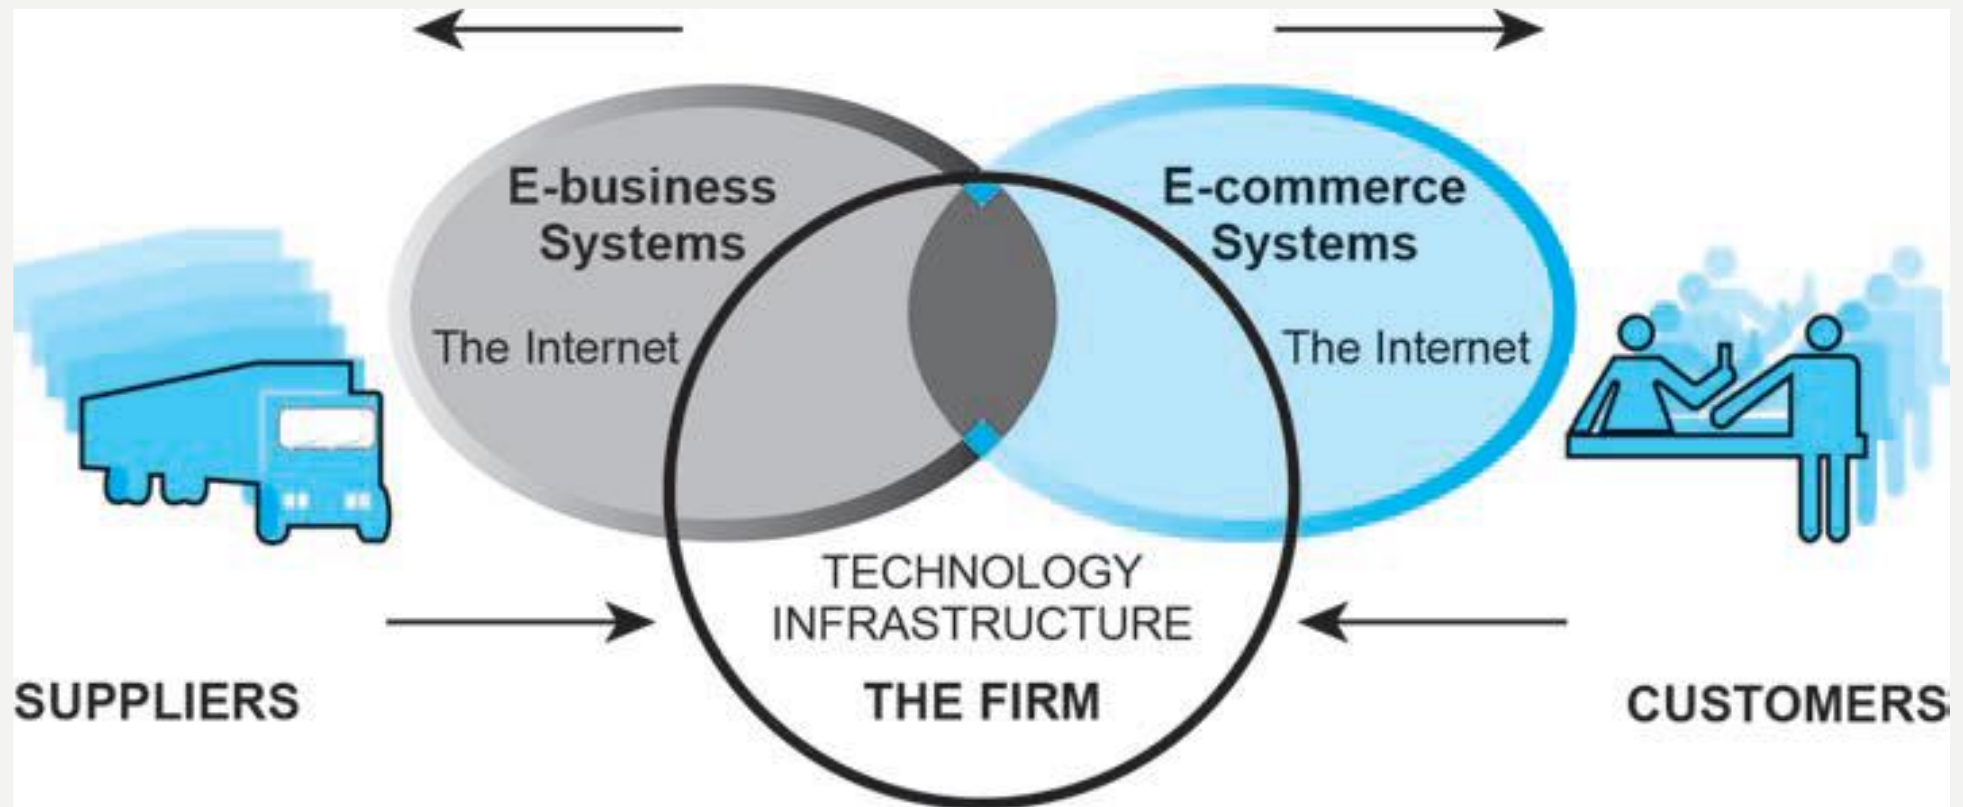 E-business
Systems
The Internet
E-commerce
Systems
The Internet
TECHNOLOGY
INFRASTRUCTURE
THE FIRM
SUPPLIERS
CUSTOMERS